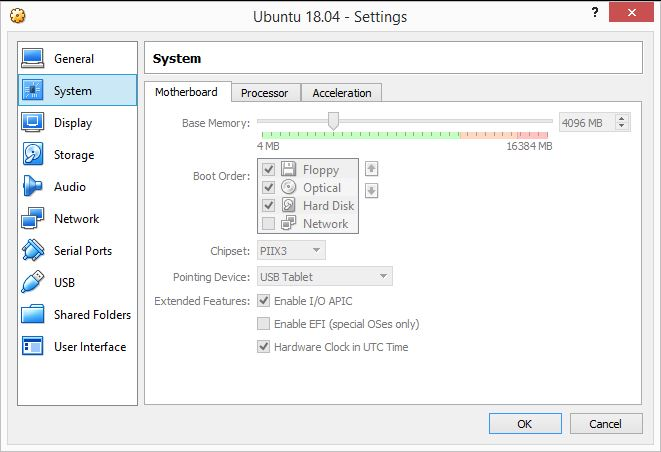 Ubuntu 18.04 - Settings
?
General
System
Display
Storage
Audio
Network
Serial Ports
USB
Shared Folders
User Interface
System
Motherboard Processor Acceleration
Base Memory: 4096 MB
4 MB 16384 MB
Boot Order:
Floppy
Optical
Hard Disk
Network
Chipset: PIIX3
Pointing Device: USB Tablet
Extended Features: Enable I/O APIC
Enable EFI (special OSes only)
Hardware Clock in UTC Time
OK Cancel